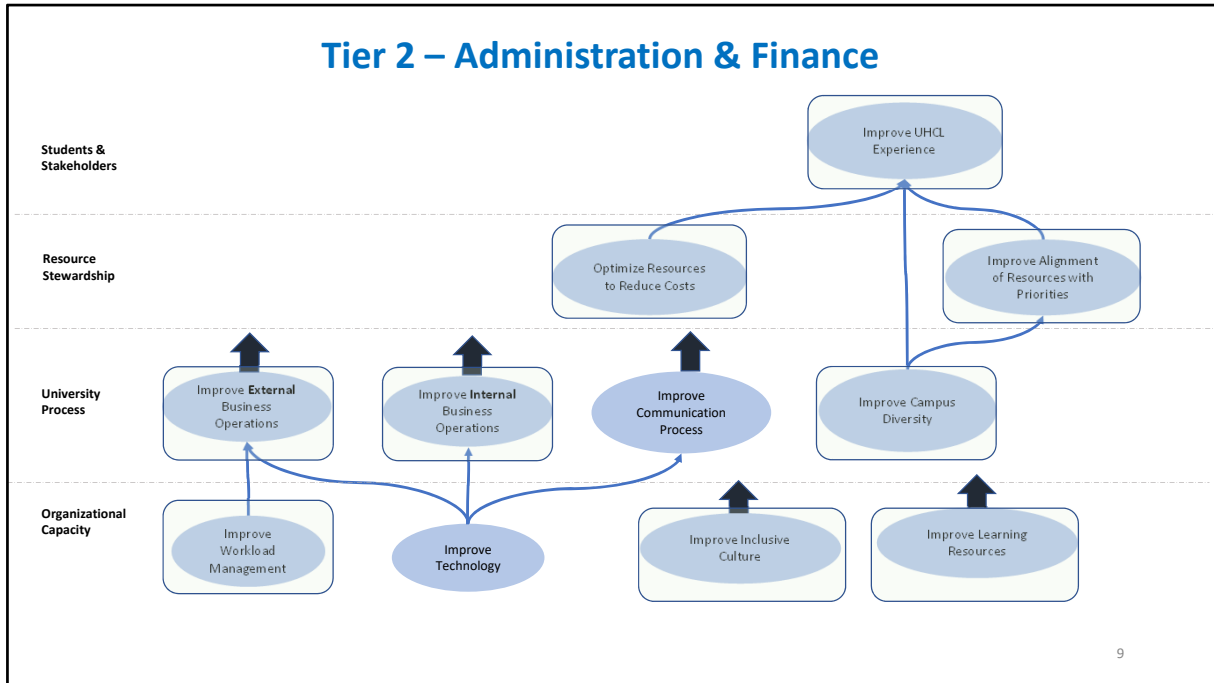 Tier 2 – Administration & Finance
Students &
Stakeholders
Improve UHCL
Experience
Resource
Stewardship
Optimize Resources
to Reduce Costs
Improve Alignment
of Resources with
Priorities
University
Process
Improve External
Business
Operations
Improve Internal
Business
Operations
Improve
Communication
Process
Improve Campus
Diversity
Organizational
Capacity
Improve
Workload
Management
Improve
Technology
Improve Inclusive
Culture
Improve Learning
Resources
9